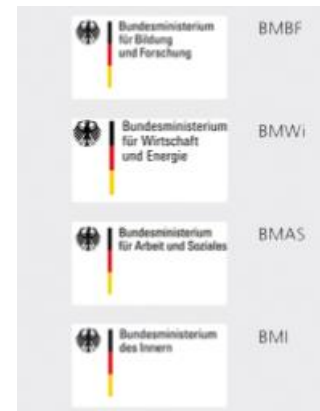 Bundesministerium
für Bildung
und Forschung
BMBF
Bundesministerium
für Wirtschaft
und Energie
BMWi
Bundesministerium
für Arbeit und Soziales
BMAS
Bundesministerium
des Innern
BMI